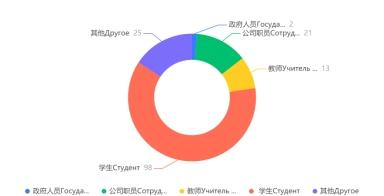 政府人员Госуда... 2
其他Другое 25
公司职员Сотруд... 21
教师Учитель ... 13
学生Студент 98
政府人员Госуда... 公司职员Сотруд... 教师Учитель ... 学生Студент 其他Другое